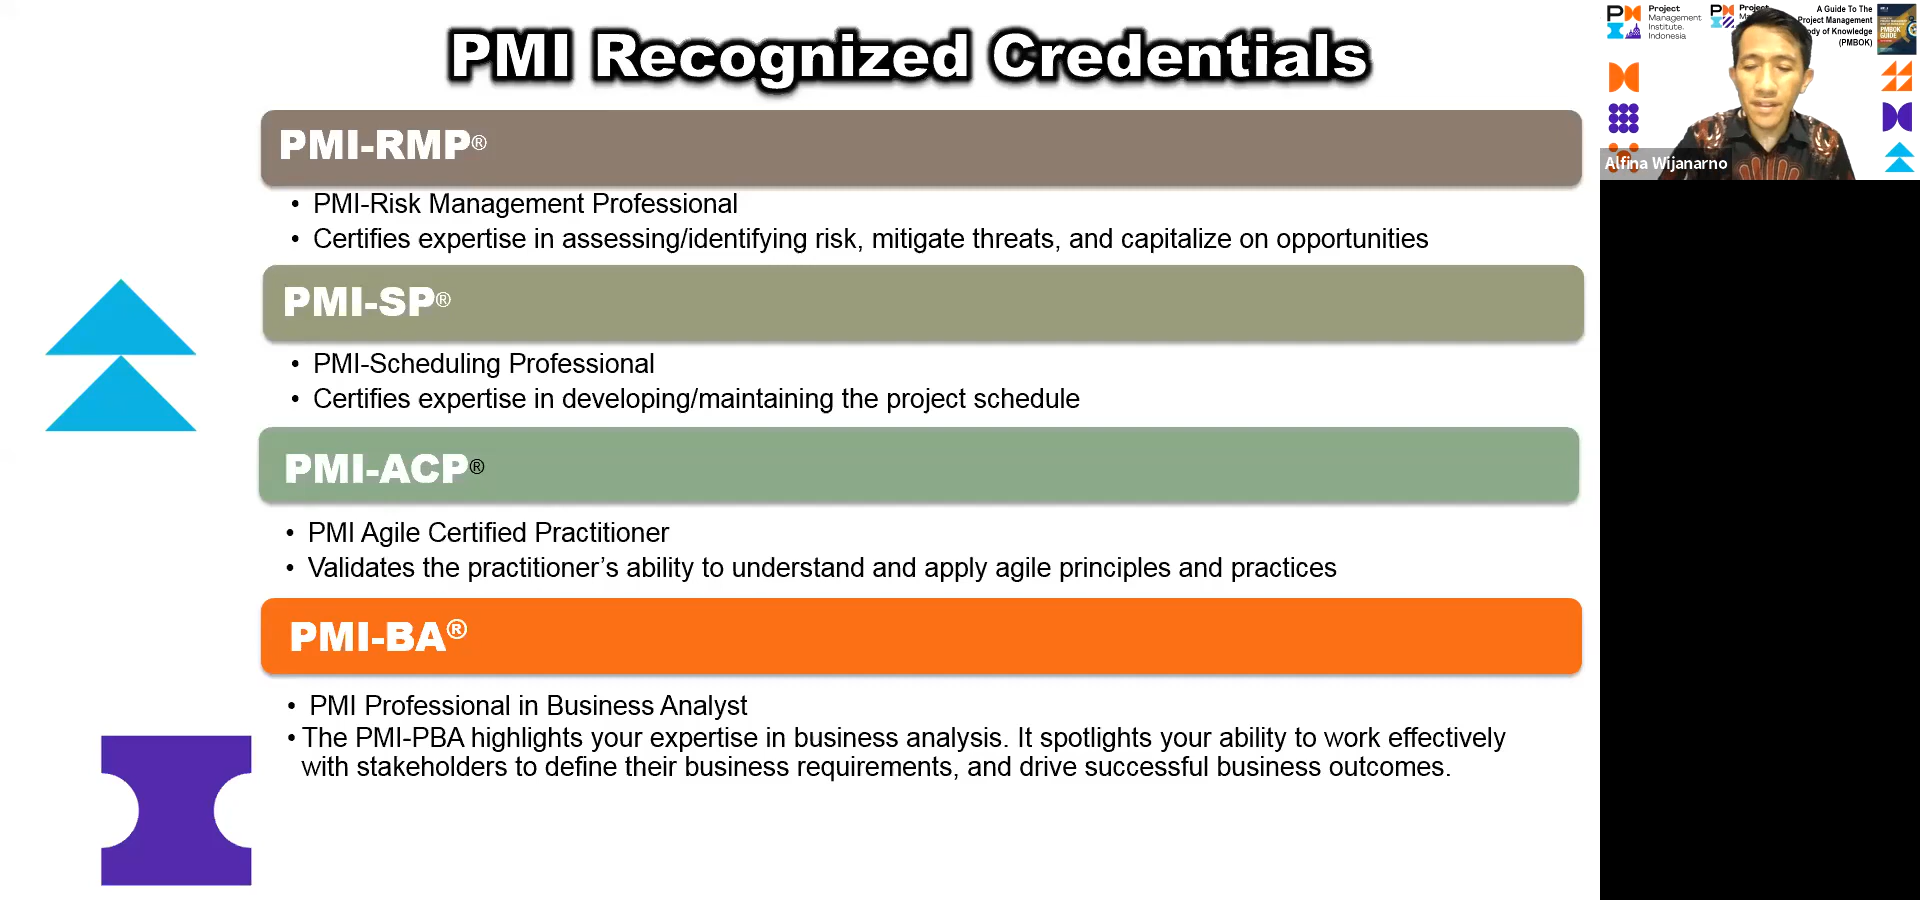 PMI Recognized Credentials
PMI-RMP®
• PMI-Risk Management Professional
• Certifies expertise in assessing/identifying risk, mitigate threats, and capitalize on opportunities
PMI-SP®
• PMI-Scheduling Professional
• Certifies expertise in developing/maintaining the project schedule
PMI-ACP®
• PMI Agile Certified Practitioner
• Validates the practitioner’s ability to understand and apply agile principles and practices
PMI-BA®
• PMI Professional in Business Analyst
• The PMI-PBA highlights your expertise in business analysis. It spotlights your ability to work effectively
with stakeholders to define their business requirements, and drive successful business outcomes.
Project
Management
Institute.
Indonesia
A Guide To The
Project Management
Body of Knowledge
(PMBOK)
Alfina Wijanarno